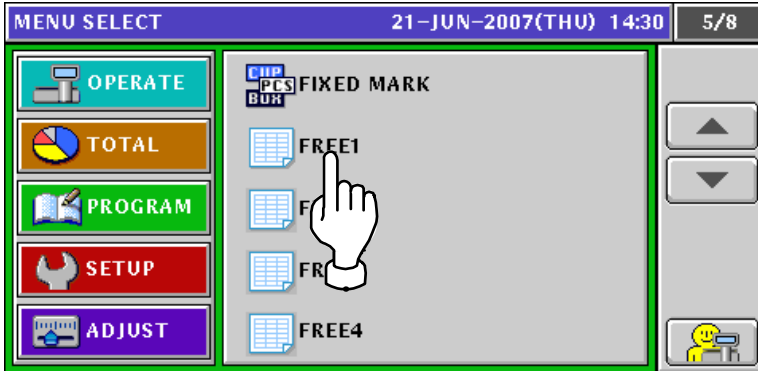 MENU SELECT 21-JUN-2007(THU) 14:30 5/8
OPERATE
TOTAL
PROGRAM
SETUP
ADJUST
CUP
PCS
BOX
FIXED MARK
FREE1
F
FR
FREE4